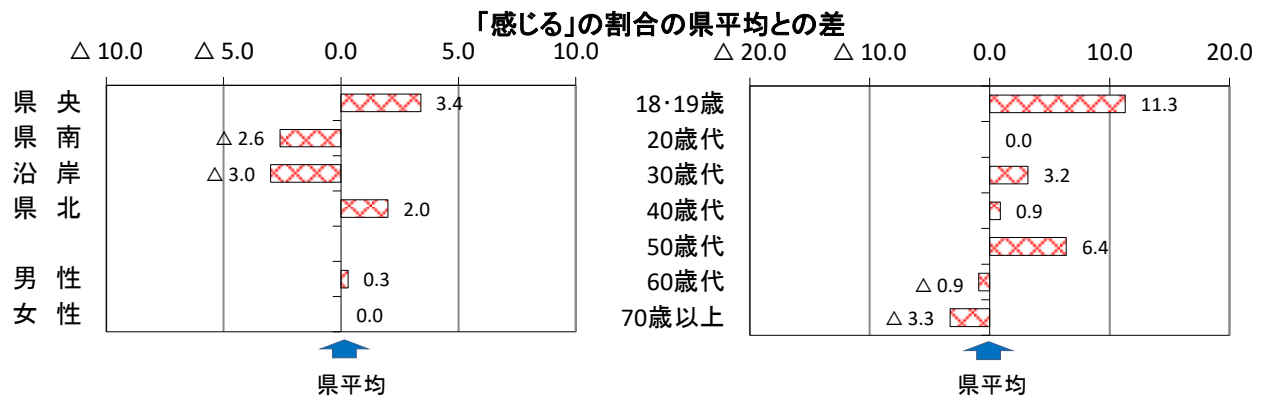 「感じる」の割合の県平均との差
△ 10.0 △ 5.0 0.0 5.0 10.0
県 央 3.4
県 南 △ 2.6
沿 岸 △ 3.0
県 北 2.0
男 性 0.3
女 性 0.0
県平均
△ 20.0 △ 10.0 0.0 10.0 20.0
18･19歳 11.3
20歳代 0.0
30歳代 3.2
40歳代 0.9
50歳代 6.4
60歳代 △ 0.9
70歳以上 △ 3.3
県平均